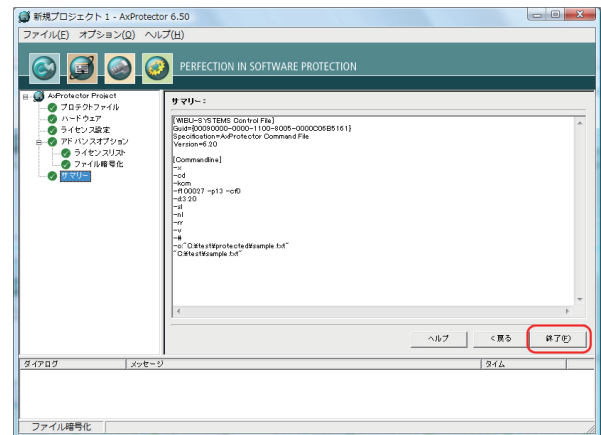 新規プロジェクト 1 - AxProtector 6.50
ファイル(F) オプション(O) ヘルプ(H)
PERFECTION IN SOFTWARE PROTECTION
AxProtector Project
プロテクトファイル
ハードウェア
ライセンス設定
アドバンスオプション
ライセンスリスト
ファイル暗号化
サマリー
サマリー:
[WIBU-SYSTEMS Control File]
Guid={00090000-0000-1100-8005-0000C06B5161}
Specification=AxProtector Command File
Version=6.20
[Commandline]
-x
-cd
-kcm
-f100027 -p13 -cf0
-d:3.20
-sl
-nl
-rr
-v
-#
-o:"C:¥test¥protected¥sample.txt"
"C:¥test¥sample.txt"
ヘルプ
< 戻る
終了(F)
ダイアログ メッセージ タイム
ファイル暗号化